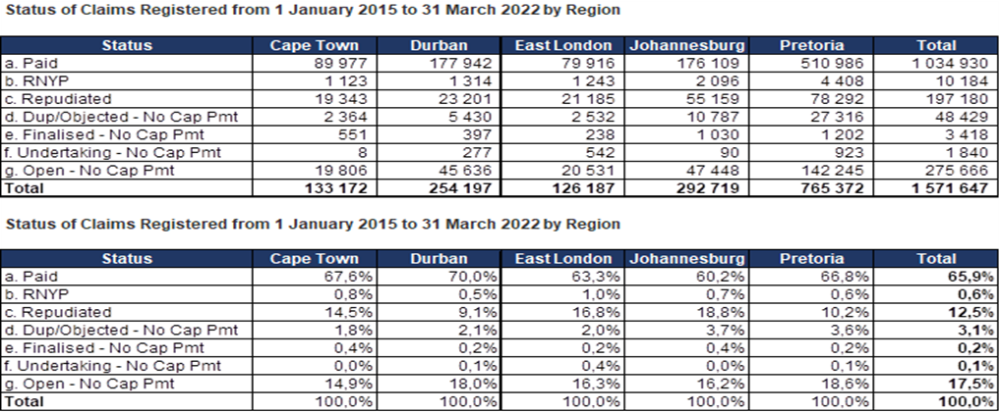 Status of Claims Registered from 1 January 2015 to 31 March 2022 by Region
Status Cape Town Durban East London Johannesburg Pretoria Total
a. Paid 89 977 177 942 79 916 176 109 510 986 1 034 930
b. RNYP 1 123 1 314 1 243 2 096 4 408 10 184
c. Repudiated 19 343 23 201 21 185 55 159 78 292 197 180
d. Dup/Objected - No Cap Pmt 2 364 5 430 2 532 10 787 27 316 48 429
e. Finalised - No Cap Pmt 551 397 238 1 030 1 202 3 418
f. Undertaking - No Cap Pmt 8 277 542 90 923 1 840
g. Open - No Cap Pmt 19 806 45 636 20 531 47 448 142 245 275 666
Total 133 172 254 197 126 187 292 719 765 372 1 571 647
Status of Claims Registered from 1 January 2015 to 31 March 2022 by Region
Status Cape Town Durban East London Johannesburg Pretoria Total
a. Paid 67,6% 70,0% 63,3% 60,2% 66,8% 65,9%
b. RNYP 0,8% 0,5% 1,0% 0,7% 0,6% 0,6%
c. Repudiated 14,5% 9,1% 16,8% 18,8% 10,2% 12,5%
d. Dup/Objected - No Cap Pmt 1,8% 2,1% 2,0% 3,7% 3,6% 3,1%
e. Finalised - No Cap Pmt 0,4% 0,2% 0,2% 0,4% 0,2% 0,2%
f. Undertaking - No Cap Pmt 0,0% 0,1% 0,4% 0,0% 0,1% 0,1%
g. Open - No Cap Pmt 14,9% 18,0% 16,3% 16,2% 18,6% 17,5%
Total 100,0% 100,0% 100,0% 100,0% 100,0% 100,0%